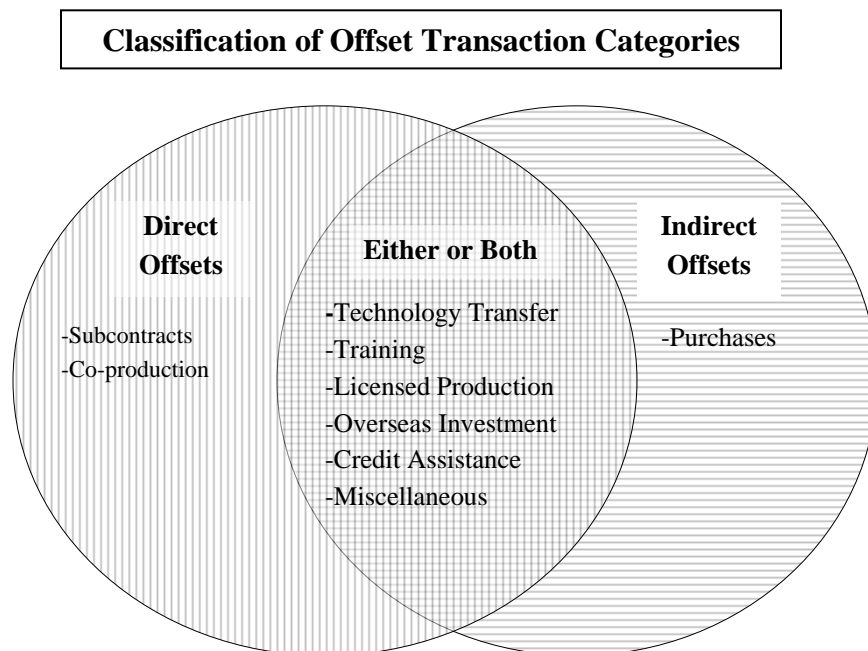 Classification of Offset Transaction Categories
Direct
Offsets
-Subcontracts
-Co-production
Either or Both
-Technology Transfer
-Training
-Licensed Production
-Overseas Investment
-Credit Assistance
-Miscellaneous
Indirect
Offsets
-Purchases